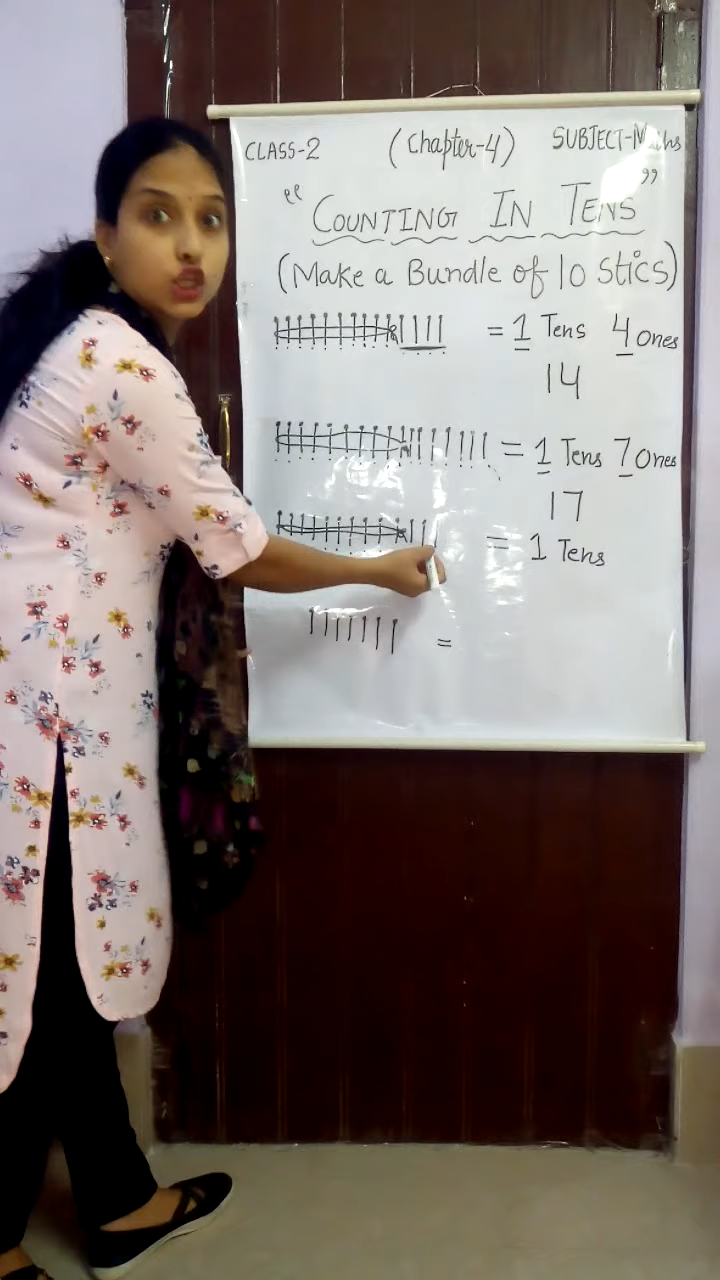 CLASS-2 (Chapter-4) SUBJECT-Maths
"COUNTING IN TENS"
(Make a Bundle of 10 Stics)
= 1 Tens 4 Ones
14
= 1 Tens 7 Ones
17
= 1 Tens
=